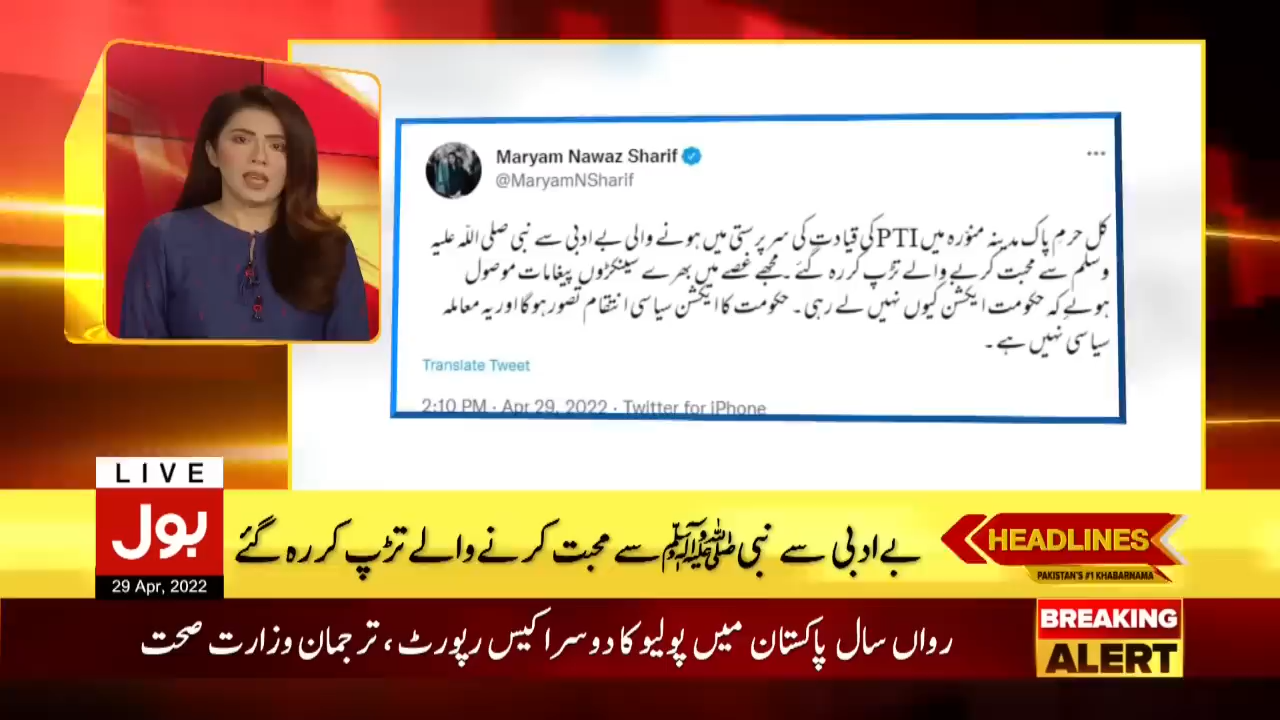 Maryam Nawaz Sharif
@MaryamNSharif
کل حرمِ پاک مدینہ منوّرہ میں PTI کی قیادت کی سرپرستی میں ہونے والی بے ادبی سے نبی صلی اللہ علیہ
وسلم سے محبت کربے والے تڑپ کر رہ گئے۔ مجھے غصے میں بھرے سینکڑوں پیغامات موصول
ہوئے کہ حکومت ایکشن کیوں نہیں لے رہی۔ حکومت کا ایکشن سیاسی انتقام تصور ہوگا اور یہ معاملہ
سیاسی نہیں ہے۔
Translate Tweet
2:10 PM · Apr 29, 2022 · Twitter for iPhone
LIVE
بول
29 Apr, 2022
بے ادبی سے نبی ﷺ سے محبت کرنے والے تڑپ کر رہ گئے
HEADLINES
PAKISTAN'S #1 KHABARNAMA
رواں سال پاکستان میں پولیو کا دوسرا کیس رپورٹ، ترجمان وزارت صحت
BREAKING
ALERT